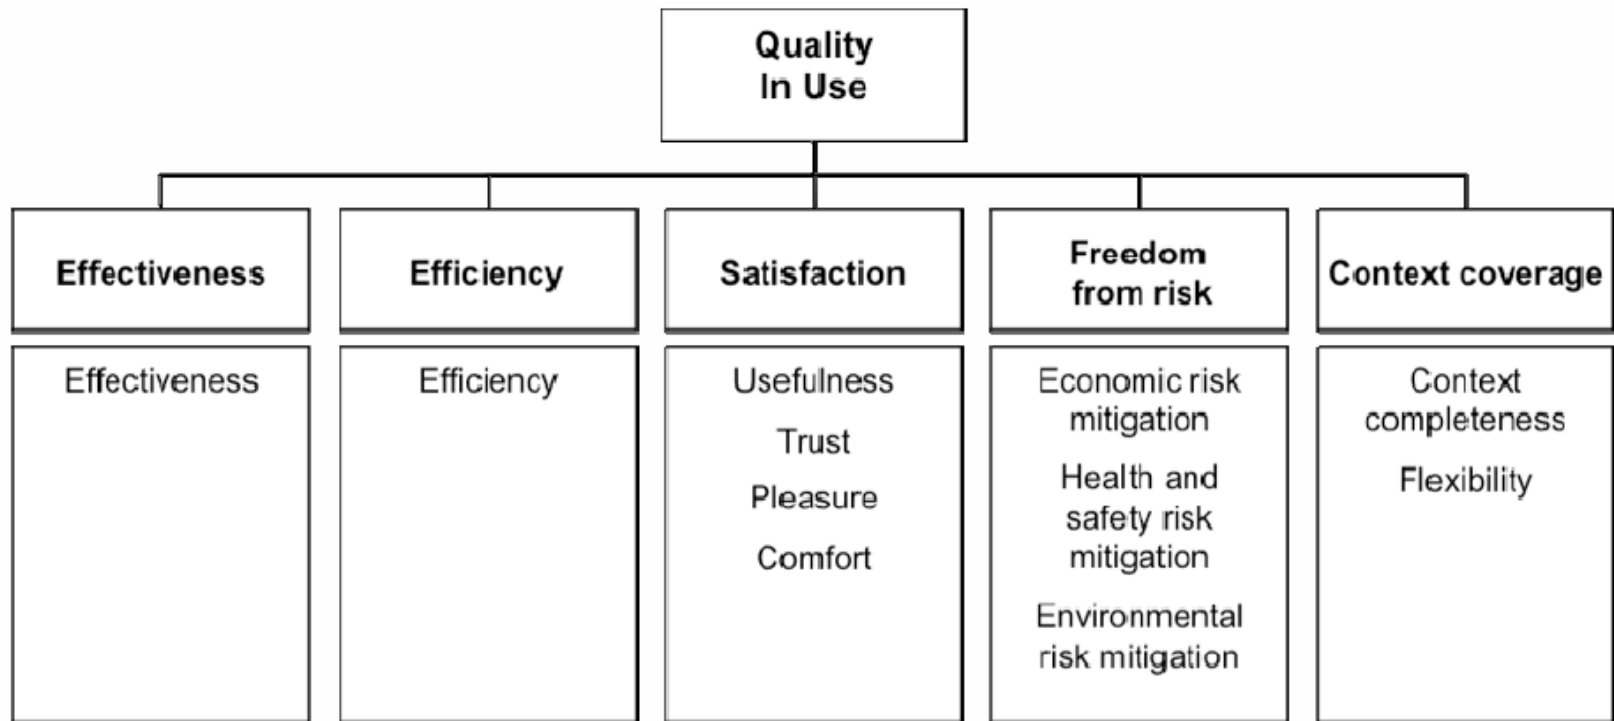 Quality
In Use
Effectiveness
Efficiency
Satisfaction
Freedom
from risk
Context coverage
Effectiveness
Efficiency
Usefulness
Trust
Pleasure
Comfort
Economic risk
mitigation
Health and
safety risk
mitigation
Environmental
risk mitigation
Context
completeness
Flexibility